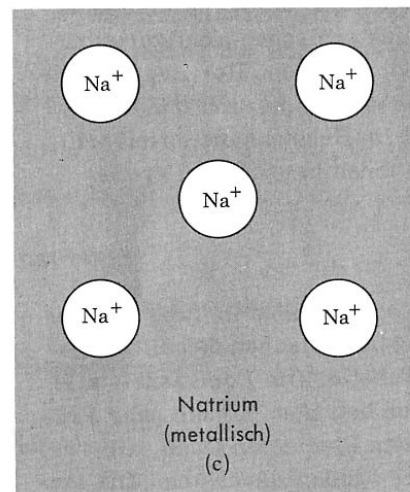 Na⁺ Na⁺
Na⁺
Na⁺ Na⁺
Natrium
(metallisch)
(c)